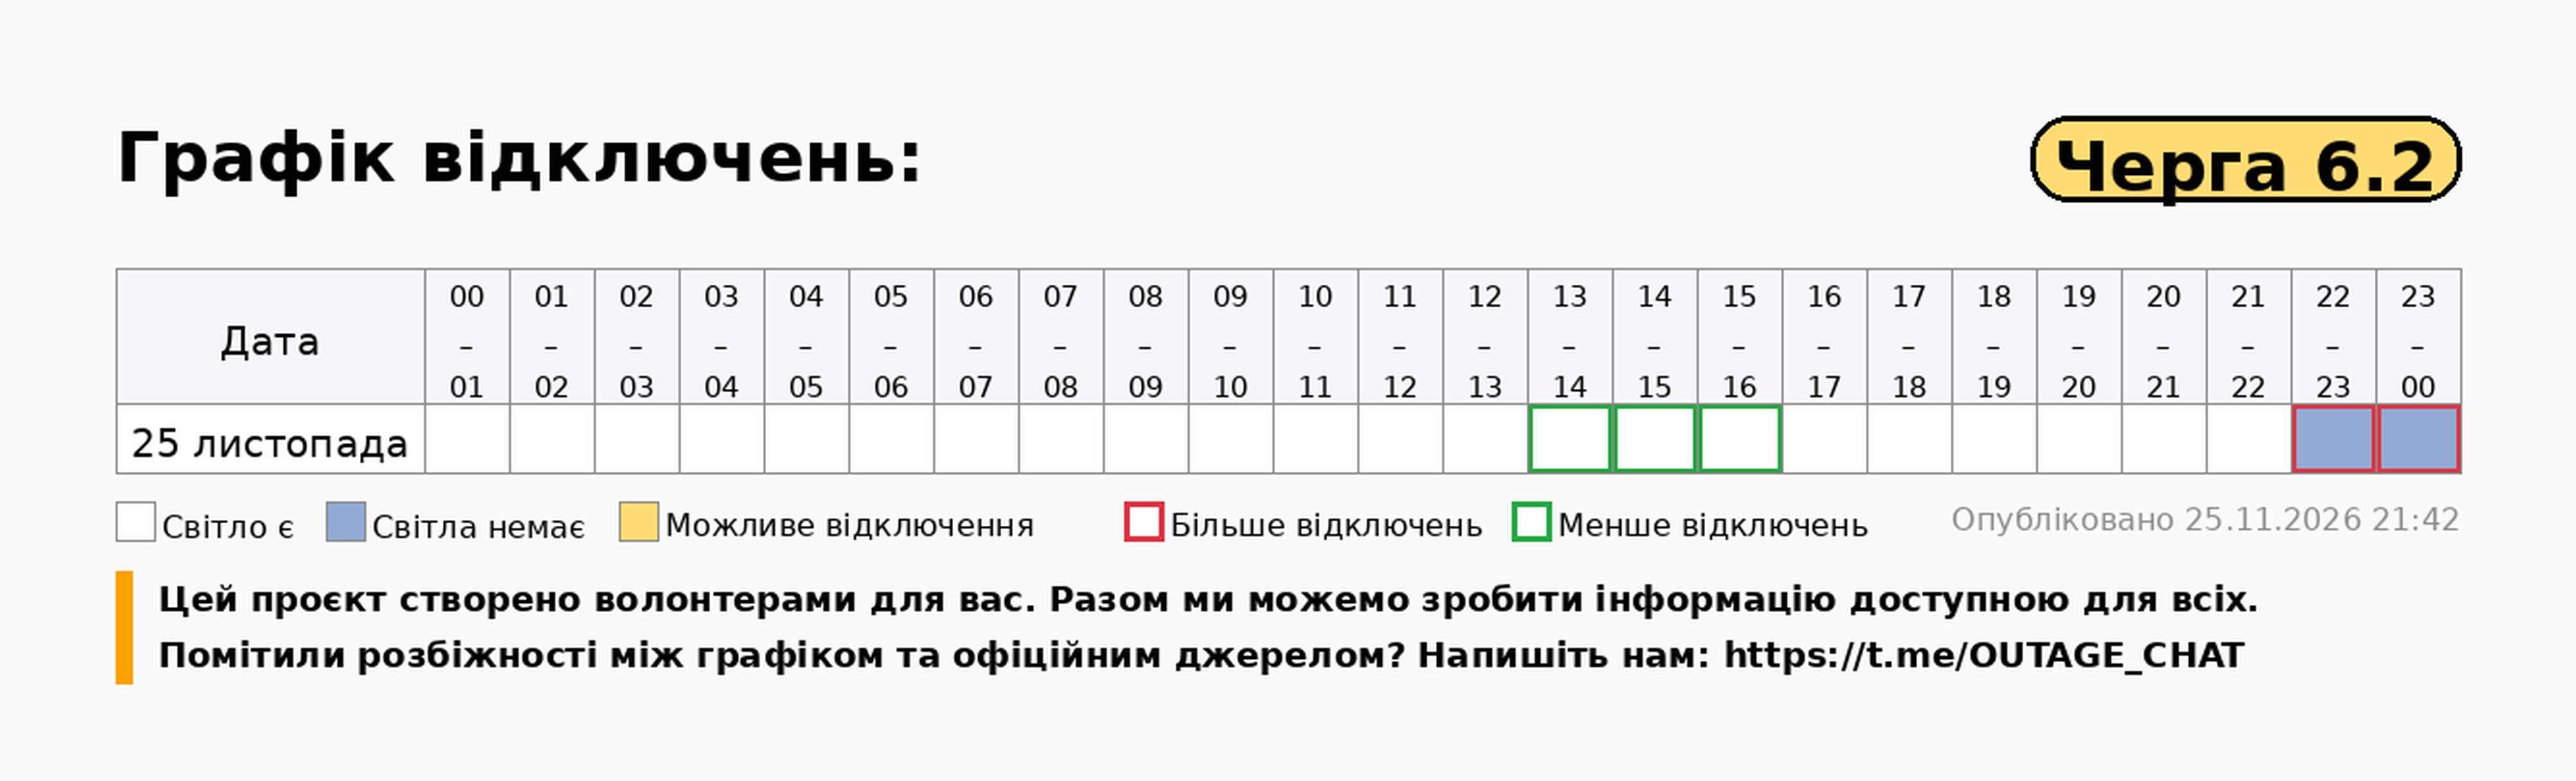 Графік відключень:
Черга 6.2
Дата 00 – 01 01 – 02 02 – 03 03 – 04 04 – 05 05 – 06 06 – 07 07 – 08 08 – 09 09 – 10 10 – 11 11 – 12 12 – 13 13 – 14 14 – 15 15 – 16 16 – 17 17 – 18 18 – 19 19 – 20 20 – 21 21 – 22 22 – 23 23 – 00
25 листопада
Світло є Світла немає Можливе відключення Більше відключень Менше відключень Опубліковано 25.11.2026 21:42
Цей проєкт створено волонтерами для вас. Разом ми можемо зробити інформацію доступною для всіх.
Помітили розбіжності між графіком та офіційним джерелом? Напишіть нам: https://t.me/OUTAGE_CHAT